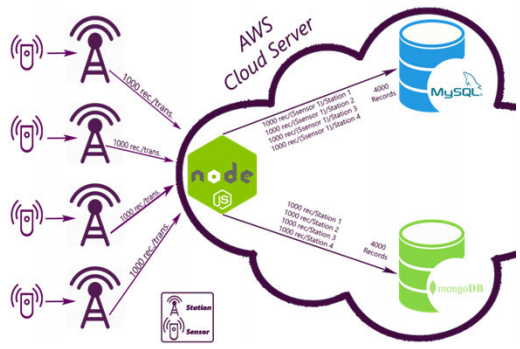 AWS
Cloud Server
1000 rec./trans.
1000 rec./trans.
1000 rec./trans.
1000 rec./trans.
node
JS
1000 rec/(Ssensor 1)/Station 1
1000 rec/(Ssensor 1)/Station 2
1000 rec/(Ssensor 1)/Station 3
1000 rec/(Ssensor 1)/Station 4
4000
Records
MySQL
1000 rec/Station 1
1000 rec/Station 2
1000 rec/Station 3
1000 rec/Station 4
4000
Records
mongoDB
Station
Sensor